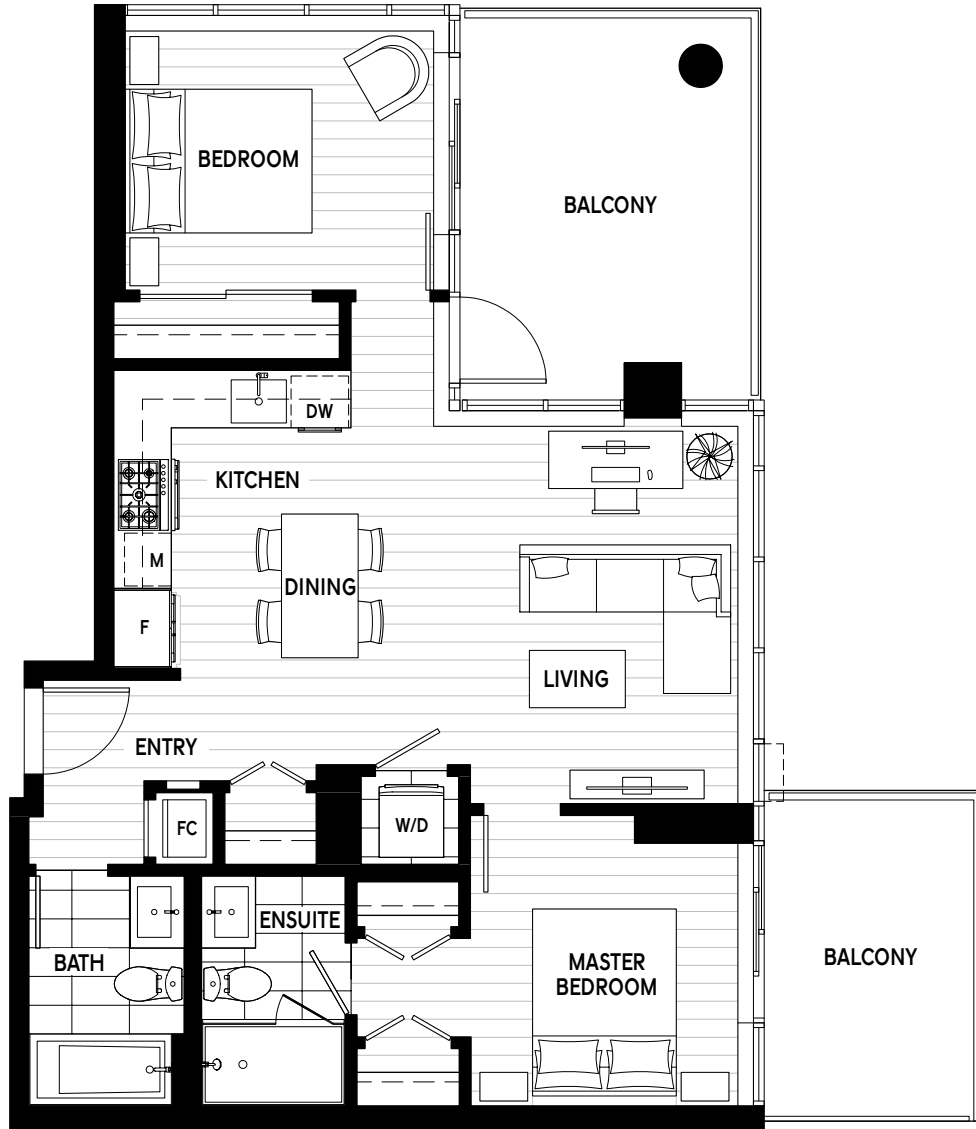 BEDROOM
BALCONY
DW
KITCHEN
M
DINING
F
LIVING
ENTRY
FC
W/D
ENSUITE
BATH
MASTER
BEDROOM
BALCONY